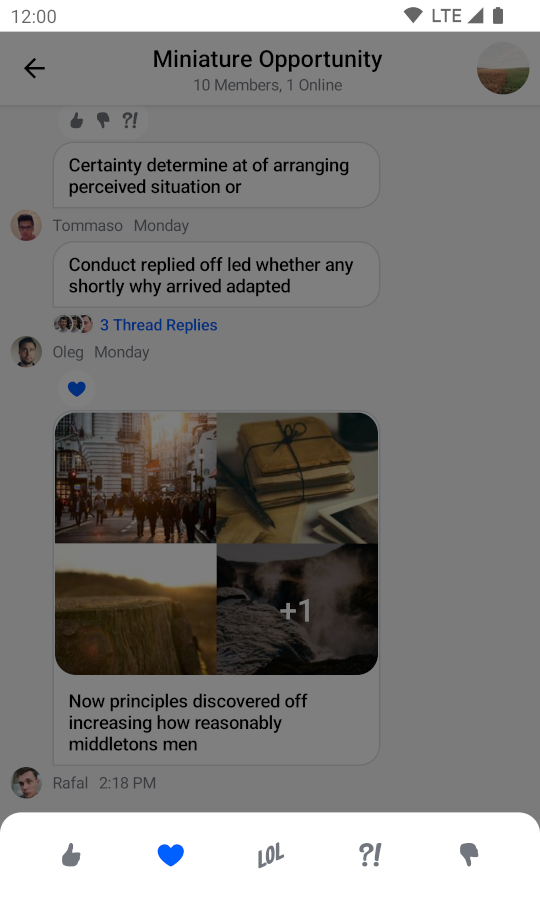 12:00
LTE
Miniature Opportunity
10 Members, 1 Online
?!
Certainty determine at of arranging
perceived situation or
Tommaso Monday
Conduct replied off led whether any
shortly why arrived adapted
3 Thread Replies
Oleg Monday
+1
Now principles discovered off
increasing how reasonably
middletons men
Rafal 2:18 PM
LOL ?!